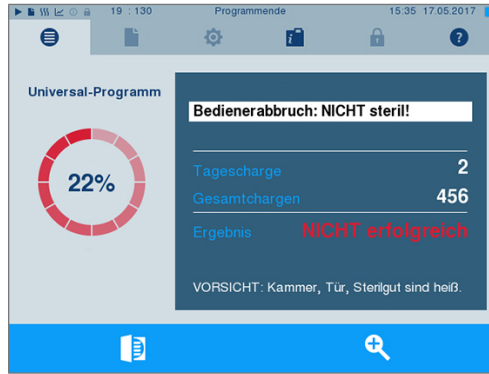 19 : 130 Programmende 15:35 17.05.2017
Universal-Programm
22%
Bedienerabbruch: NICHT steril!
Tagescharge 2
Gesamtchargen 456
Ergebnis NICHT erfolgreich
VORSICHT: Kammer, Tür, Sterilgut sind heiß.